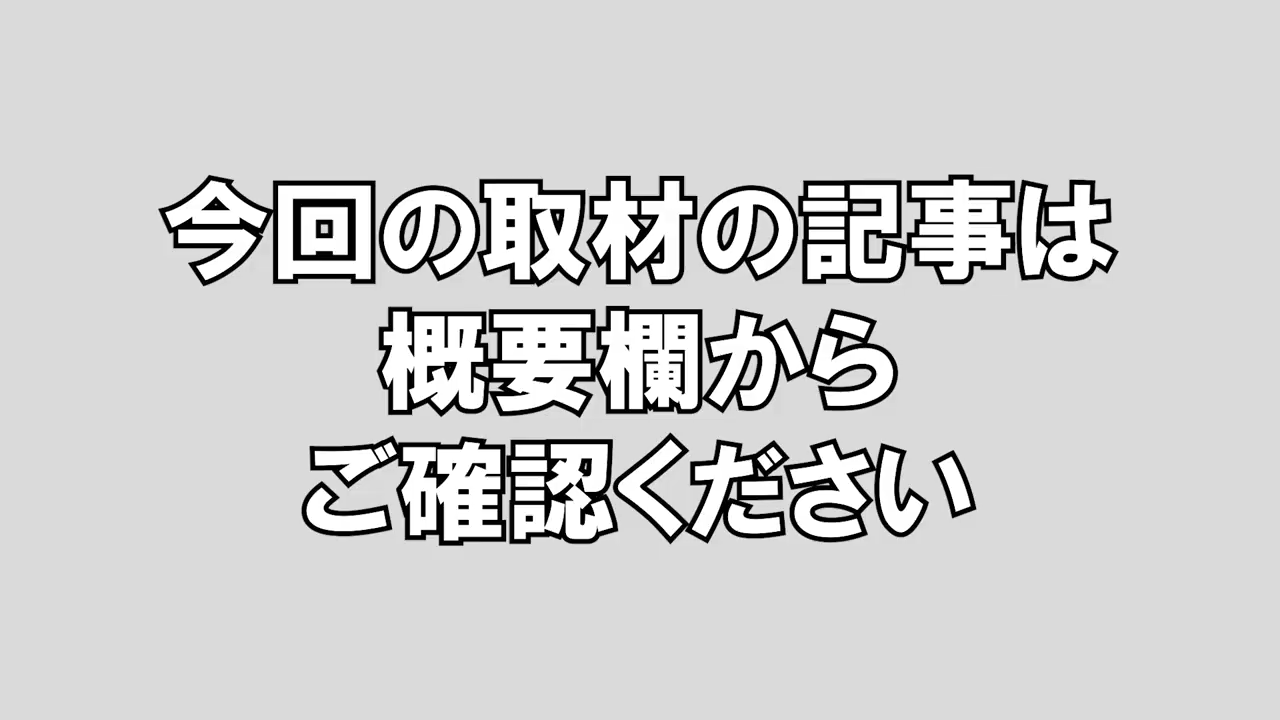 今回の取材の記事は
概要欄から
ご確認ください